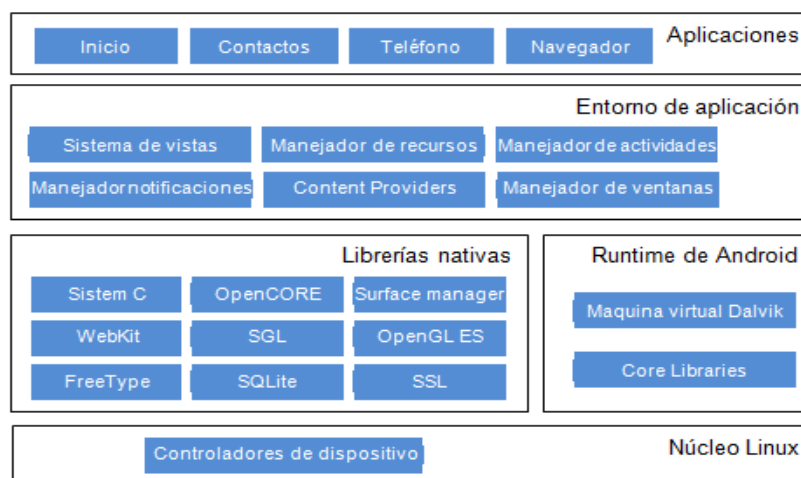 Aplicaciones
Inicio Contactos Teléfono Navegador
Entorno de aplicación
Sistema de vistas Manejador de recursos Manejador de actividades
Manejador notificaciones Content Providers Manejador de ventanas
Librerías nativas
Sistem C OpenCORE Surface manager
WebKit SGL OpenGL ES
FreeType SQLite SSL
Runtime de Android
Maquina virtual Dalvik
Core Libraries
Núcleo Linux
Controladores de dispositivo